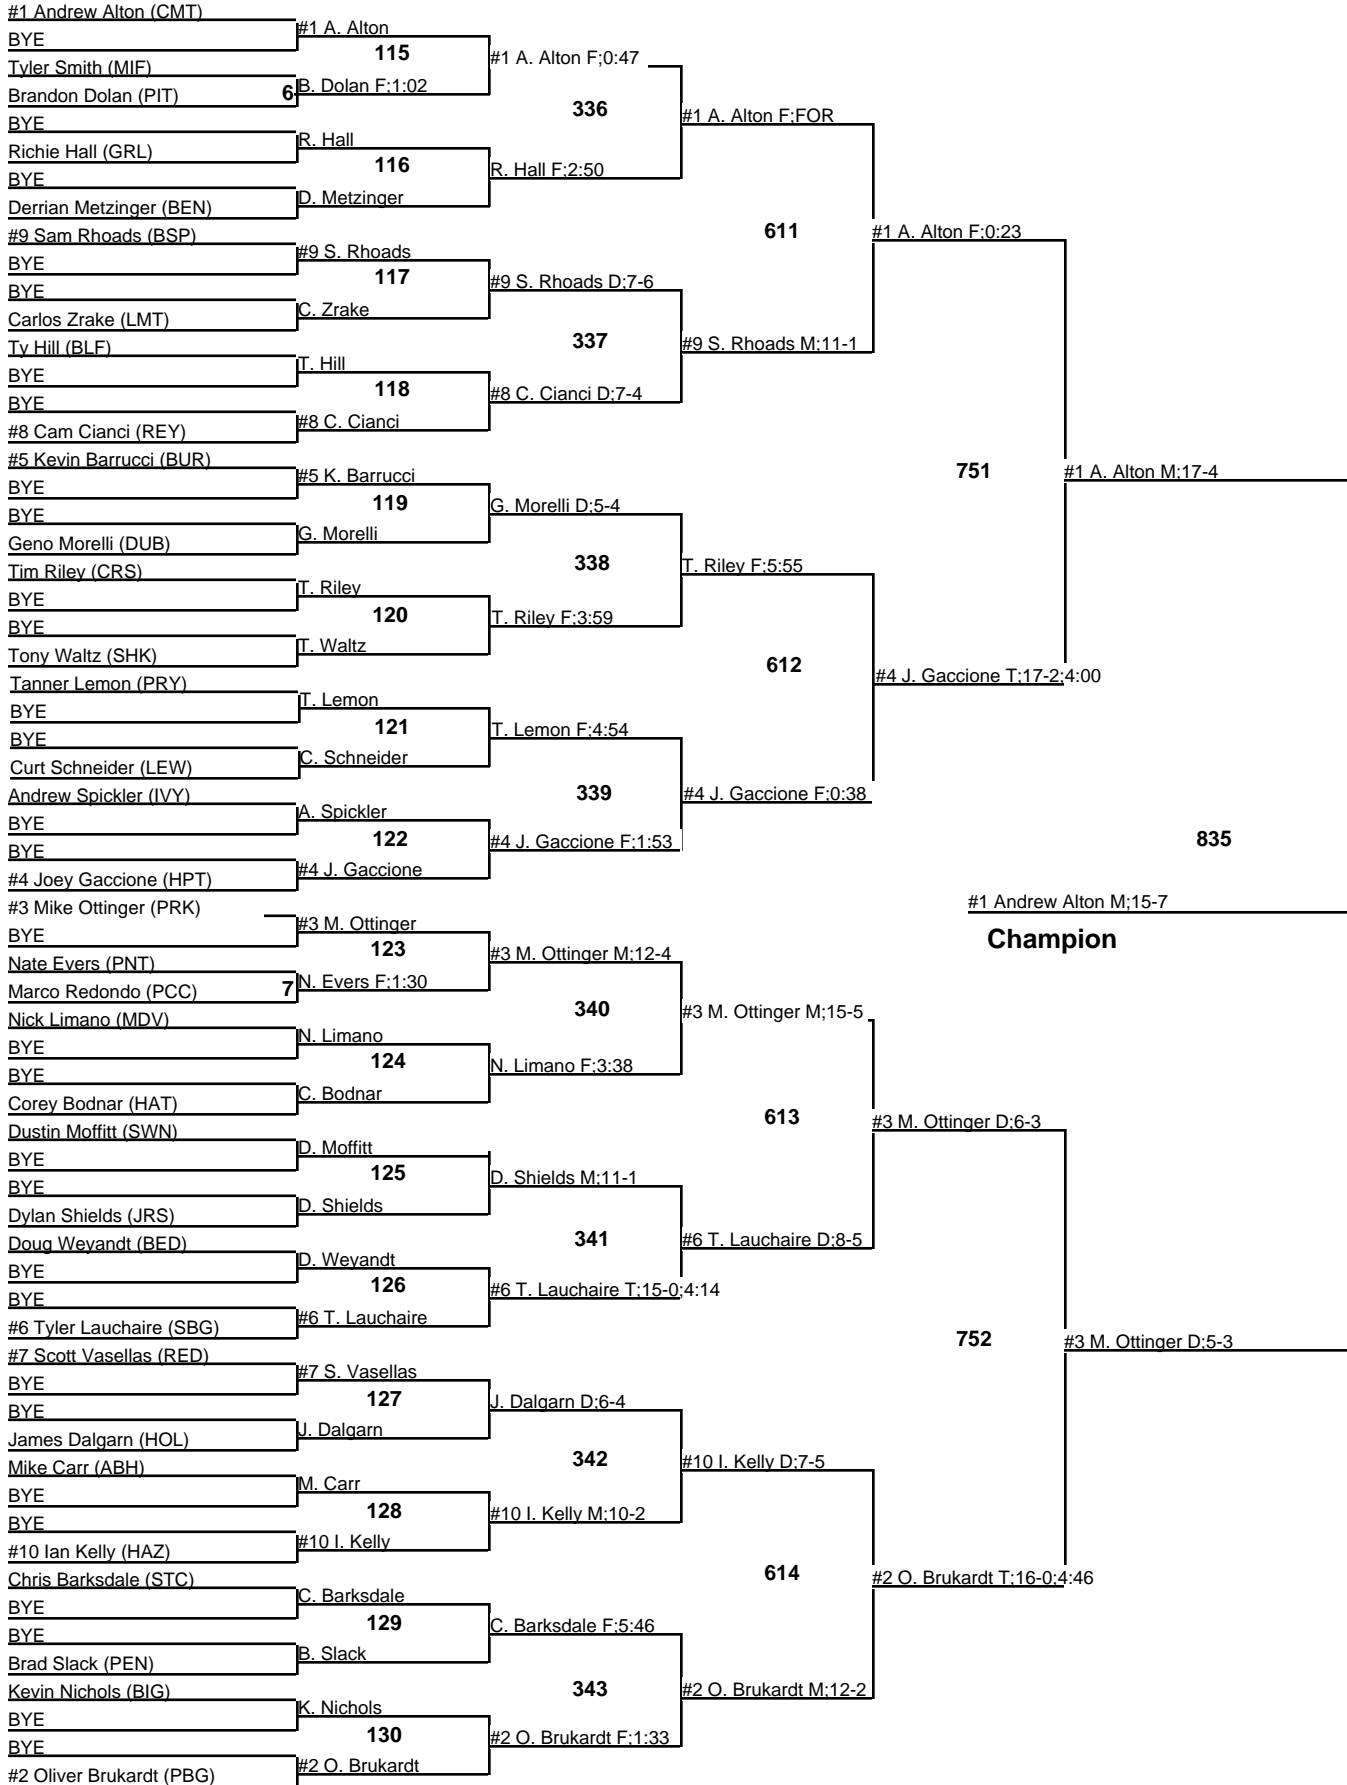 #1 Andrew Alton (CMT)
BYE
Tyler Smith (MIF)
Brandon Dolan (PIT)
BYE
Richie Hall (GRL)
BYE
Derrian Metzinger (BEN)
#9 Sam Rhoads (BSP)
BYE
BYE
Carlos Zrake (LMT)
Ty Hill (BLF)
BYE
BYE
#8 Cam Cianci (REY)
#5 Kevin Barrucci (BUR)
BYE
BYE
Geno Morelli (DUB)
Tim Riley (CRS)
BYE
BYE
Tony Waltz (SHK)
Tanner Lemon (PRY)
BYE
BYE
Curt Schneider (LEW)
Andrew Spickler (IVY)
BYE
BYE
#4 Joey Gaccione (HPT)
#3 Mike Ottinger (PRK)
BYE
Nate Evers (PNT)
Marco Redondo (PCC)
Nick Limano (MDV)
BYE
BYE
Corey Bodnar (HAT)
Dustin Moffitt (SWN)
BYE
BYE
Dylan Shields (JRS)
Doug Weyandt (BED)
BYE
BYE
#6 Tyler Lauchaire (SBG)
#7 Scott Vasellas (RED)
BYE
BYE
James Dalgarn (HOL)
Mike Carr (ABH)
BYE
BYE
#10 Ian Kelly (HAZ)
Chris Barksdale (STC)
BYE
BYE
Brad Slack (PEN)
Kevin Nichols (BIG)
BYE
BYE
#2 Oliver Brukardt (PBG)
#1 A. Alton
115
6
B. Dolan F;1:02
R. Hall
116
D. Metzinger
#9 S. Rhoads
117
C. Zrake
T. Hill
118
#8 C. Cianci
#5 K. Barrucci
119
G. Morelli
T. Riley
120
T. Waltz
T. Lemon
121
C. Schneider
A. Spickler
122
#4 J. Gaccione
#3 M. Ottinger
123
7
N. Evers F;1:30
N. Limano
124
C. Bodnar
D. Moffitt
125
D. Shields
D. Weyandt
126
#6 T. Lauchaire
#7 S. Vasellas
127
J. Dalgarn
M. Carr
128
#10 I. Kelly
C. Barksdale
129
B. Slack
K. Nichols
130
#2 O. Brukardt
#1 A. Alton F;0:47
336
R. Hall F;2:50
#9 S. Rhoads D;7-6
337
#8 C. Cianci D;7-4
G. Morelli D;5-4
338
T. Riley F;3:59
T. Lemon F;4:54
339
#4 J. Gaccione F;1:53
#3 M. Ottinger M;12-4
340
N. Limano F;3:38
D. Shields M;11-1
341
#6 T. Lauchaire T;15-0;4:14
J. Dalgarn D;6-4
342
#10 I. Kelly M;10-2
C. Barksdale F;5:46
343
#2 O. Brukardt F;1:33
#1 A. Alton F;FOR
611
#9 S. Rhoads M;11-1
T. Riley F;5:55
612
#4 J. Gaccione F;0:38
#3 M. Ottinger M;15-5
613
#6 T. Lauchaire D;8-5
#10 I. Kelly D;7-5
614
#2 O. Brukardt M;12-2
#1 A. Alton F;0:23
751
#4 J. Gaccione T;17-2;4:00
#3 M. Ottinger D;6-3
752
#2 O. Brukardt T;16-0;4:46
#1 A. Alton M;17-4
835
#3 M. Ottinger D;5-3
#1 Andrew Alton M;15-7
Champion